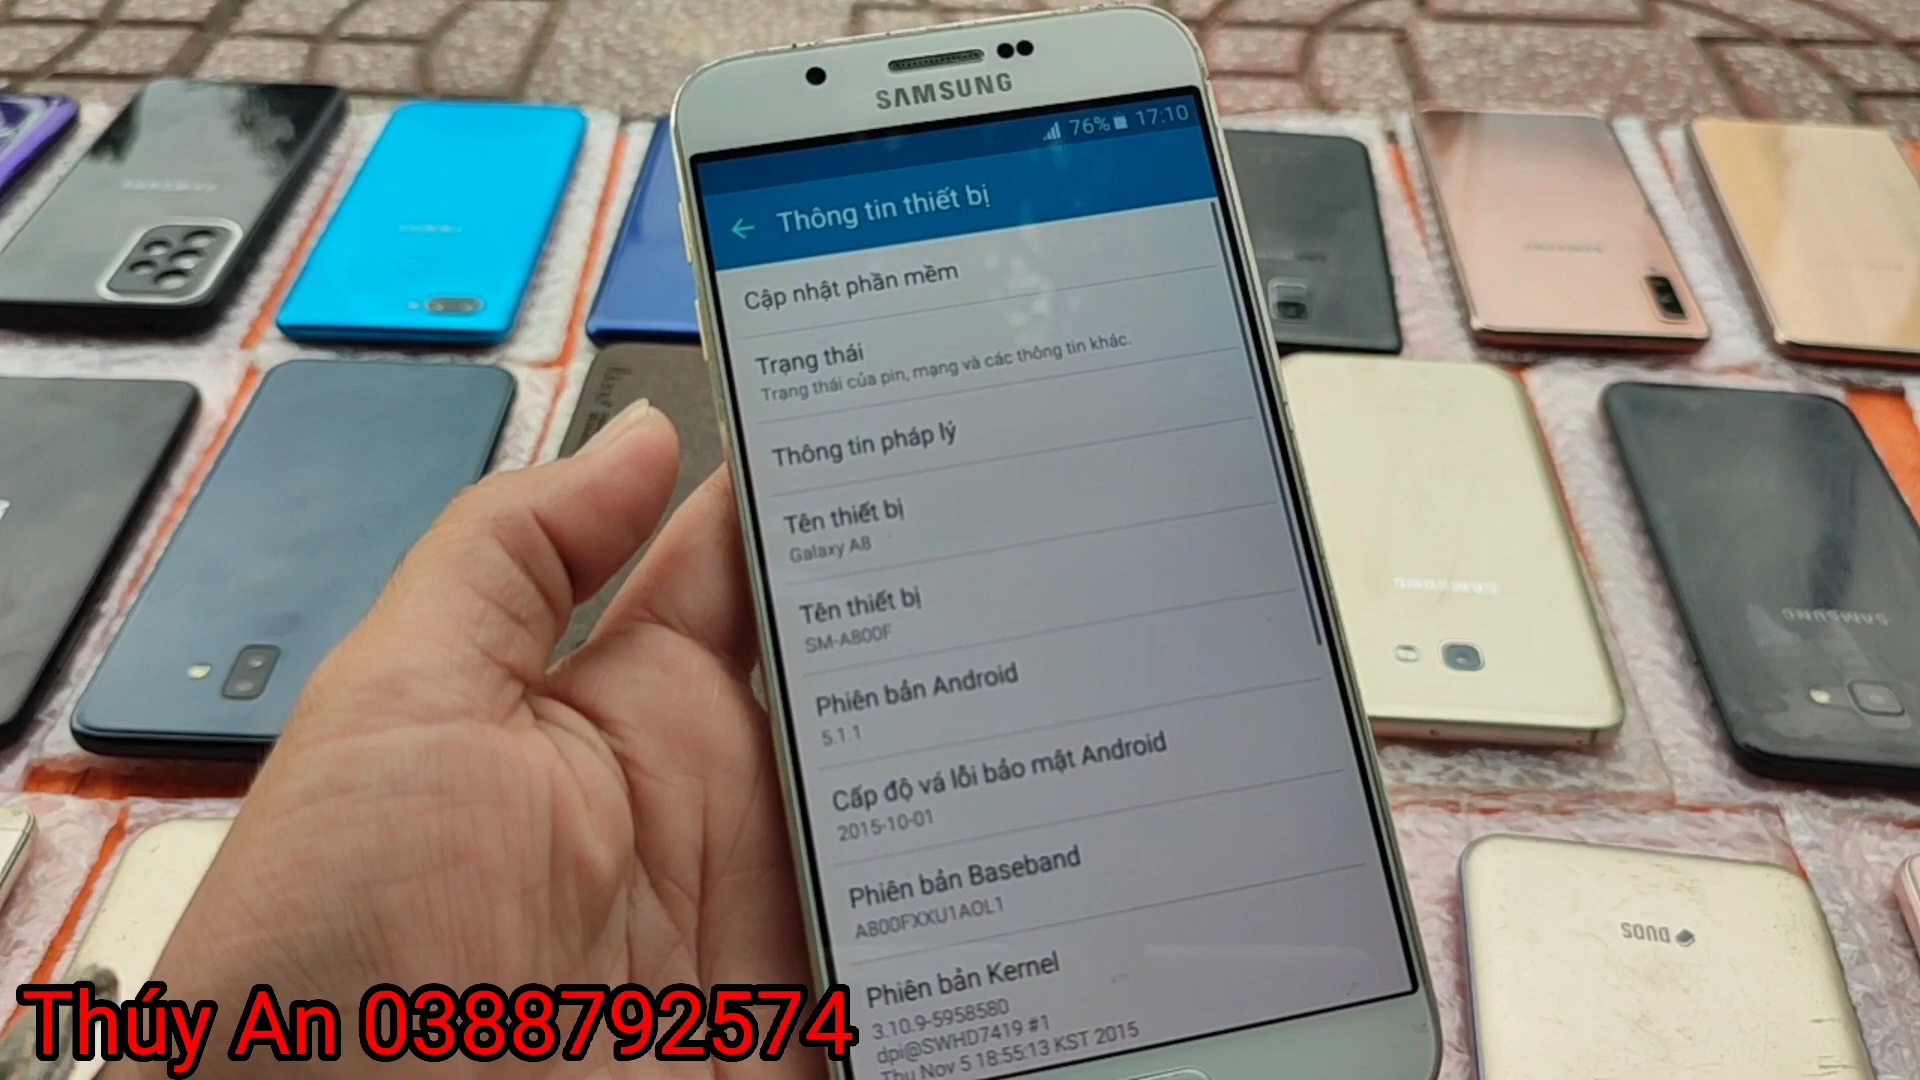 SAMSUNG
76% 17:10
Thông tin thiết bị
Cập nhật phần mềm
Trạng thái
Trạng thái của pin, mạng và các thông tin khác.
Thông tin pháp lý
Tên thiết bị
Galaxy A8
Tên thiết bị
SM-A800F
Phiên bản Android
5.1.1
Cấp độ vá lỗi bảo mật Android
2015-10-01
Phiên bản Baseband
A800FXXU1AOL1
Phiên bản Kernel
3.10.9-5958580
dpi@SWHD7419 #1
Thu Nov 5 18:55:13 KST 2015
SAMSUNG
SAMSUNG
DUOS
Thúy An 0388792574